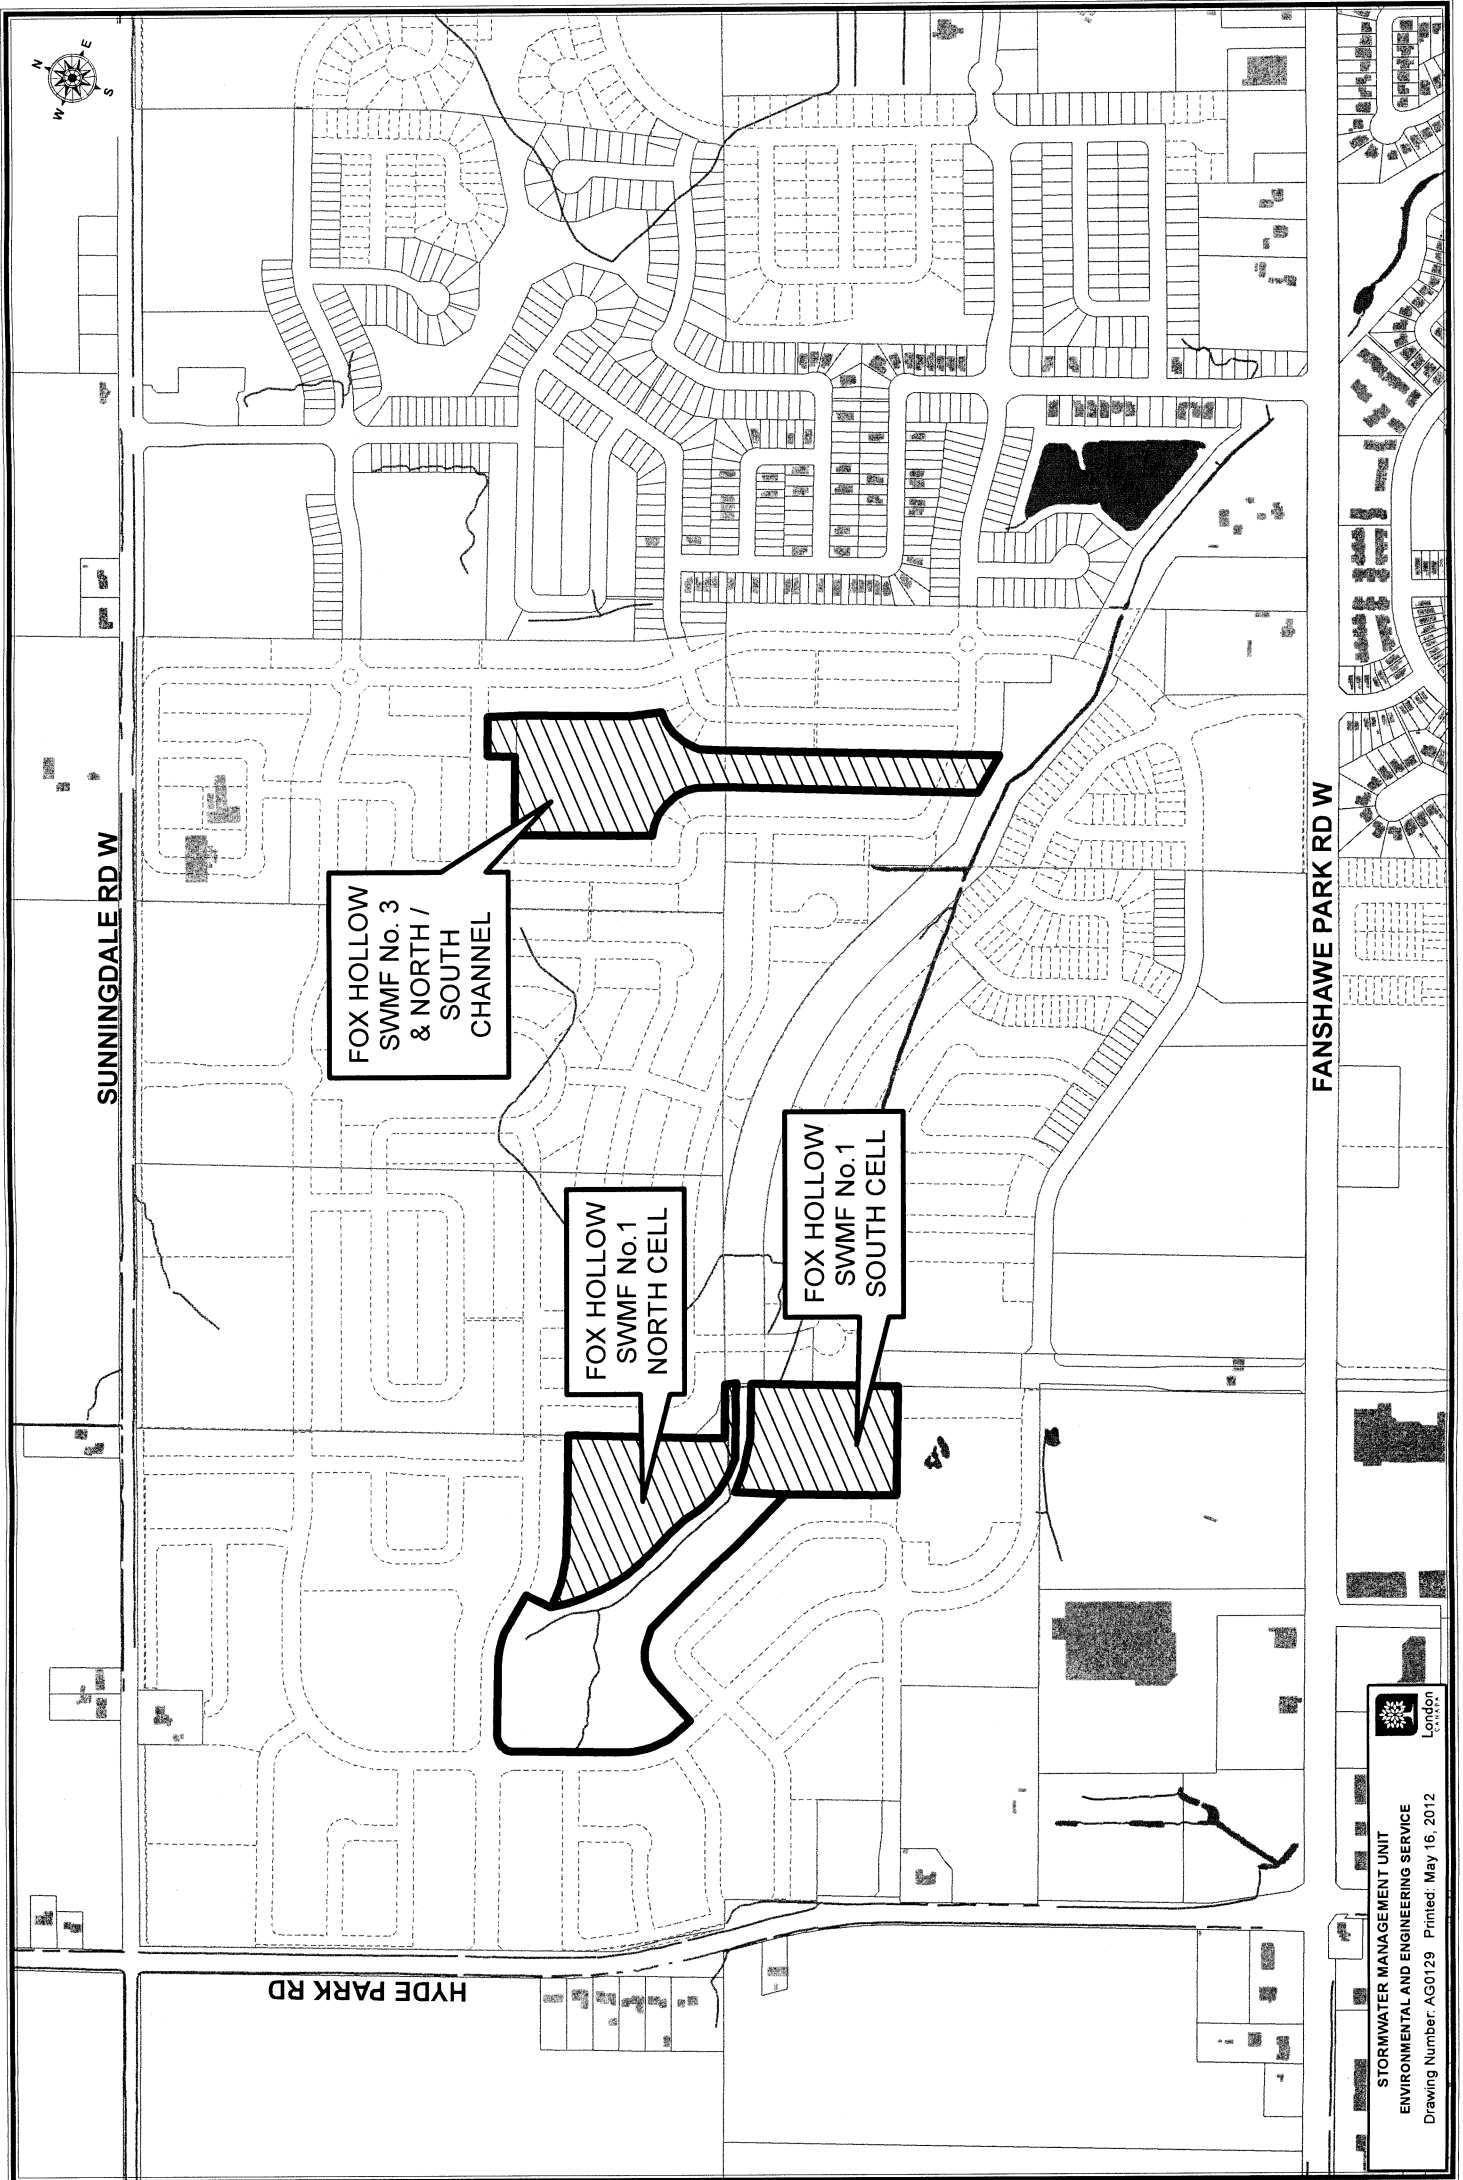 N
E
S
W
SUNNINGDALE RD W
FOX HOLLOW
SWMF No. 3
& NORTH /
SOUTH
CHANNEL
FOX HOLLOW
SWMF No.1
NORTH CELL
FOX HOLLOW
SWMF No.1
SOUTH CELL
FANSHAWE PARK RD W
HYDE PARK RD
STORMWATER MANAGEMENT UNIT
ENVIRONMENTAL AND ENGINEERING SERVICE
Drawing Number: AG0129 Printed: May 16, 2012
London
CANADA